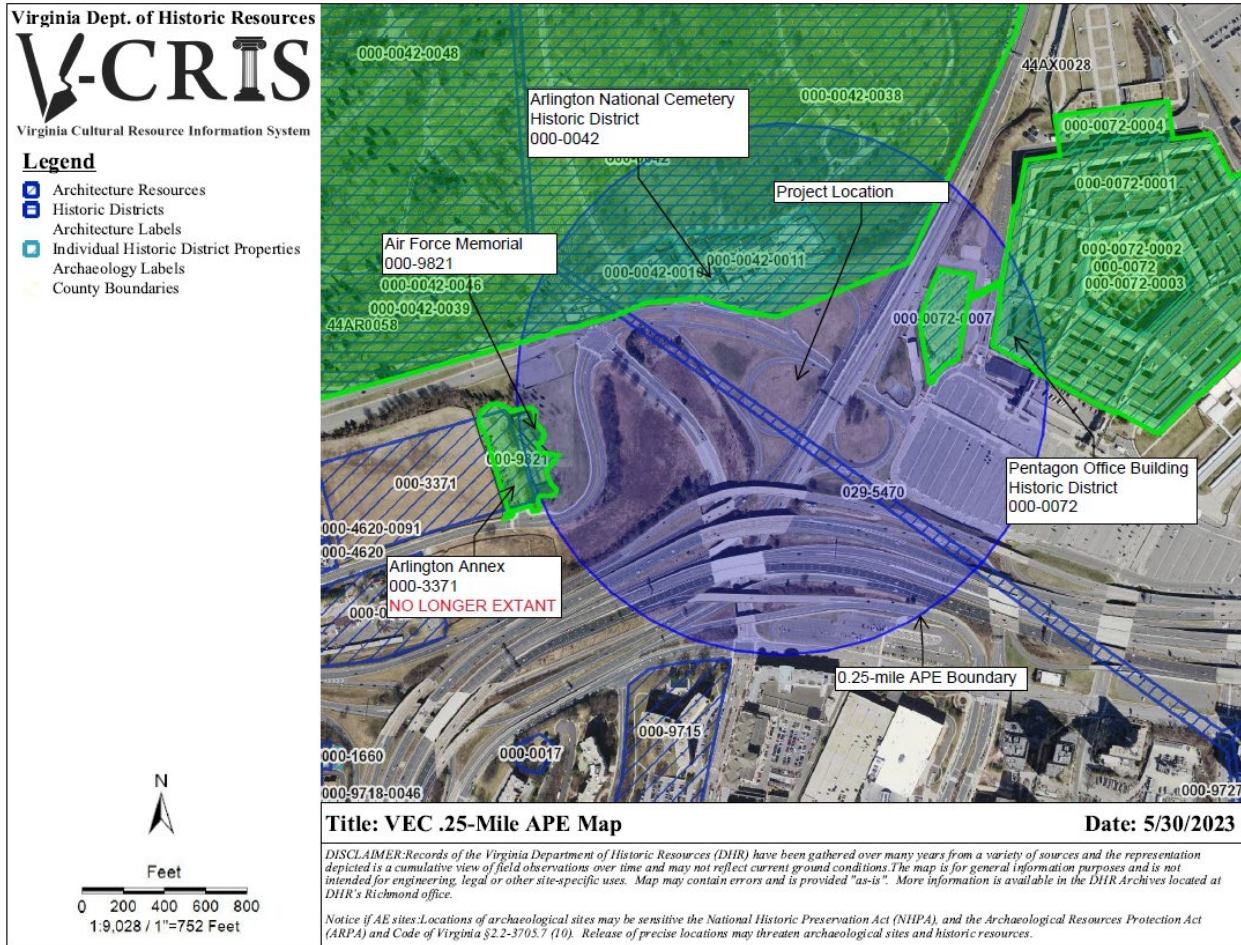 Virginia Dept. of Historic Resources
V-CRIS
Virginia Cultural Resource Information System
Legend
Architecture Resources
Historic Districts
Architecture Labels
Individual Historic District Properties
Archaeology Labels
County Boundaries
N
Feet
0 200 400 600 800
1:9,028 / 1"=752 Feet
000-0042-0048
44AX0028
Arlington National Cemetery
Historic District
000-0042
000-0042-0038
000-0072-0004
Project Location
000-0072-0001
Air Force Memorial
000-9821
000-0042-0046
000-0042-0039
44AR0058
000-0042-0011
000-0072-0002
000-0072
000-0072-0003
000-0072-0007
000-9821
000-3371
029-5470
Pentagon Office Building
Historic District
000-0072
000-4620-0091
000-4620
Arlington Annex
000-3371
NO LONGER EXTANT
0.25-mile APE Boundary
000-9715
000-0017
000-1660
000-9718-0046
000-9727
Title: VEC .25-Mile APE Map
Date: 5/30/2023
DISCLAIMER:Records of the Virginia Department of Historic Resources (DHR) have been gathered over many years from a variety of sources and the representation
depicted is a cumulative view of field observations over time and may not reflect current ground conditions.The map is for general information purposes and is not
intended for engineering, legal or other site-specific uses. Map may contain errors and is provided "as-is". More information is available in the DHR Archives located at
DHR's Richmond office.
Notice if AE sites:Locations of archaeological sites may be sensitive the National Historic Preservation Act (NHPA), and the Archaeological Resources Protection Act
(ARPA) and Code of Virginia §2.2-3705.7 (10). Release of precise locations may threaten archaeological sites and historic resources.